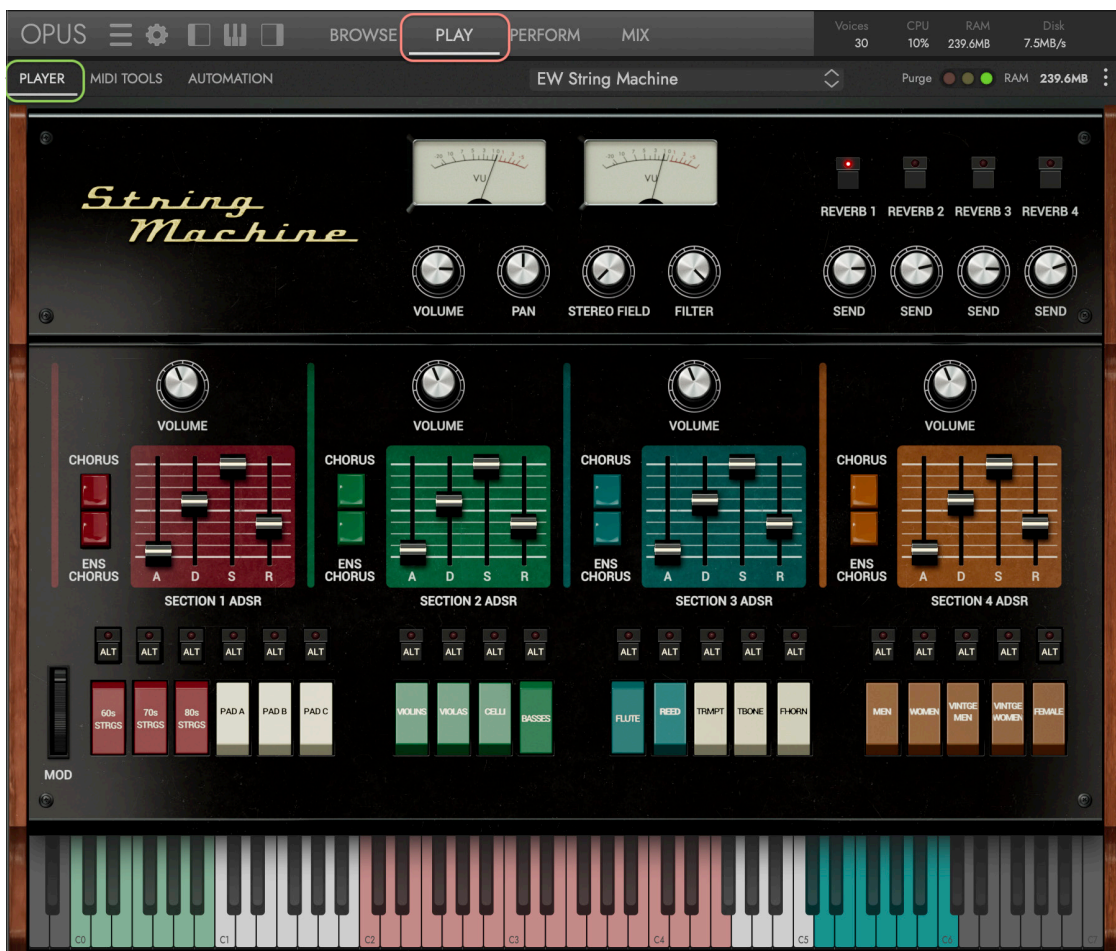 OPUS BROWSE PLAY PERFORM MIX Voices CPU RAM Disk
30 10% 239.6MB 7.5MB/s
PLAYER MIDI TOOLS AUTOMATION EW String Machine Purge RAM 239.6MB
String
Machine
VU VU
REVERB 1 REVERB 2 REVERB 3 REVERB 4
VOLUME PAN STEREO FIELD FILTER SEND SEND SEND SEND
VOLUME VOLUME VOLUME VOLUME
CHORUS CHORUS CHORUS CHORUS
ENS ENS ENS ENS
CHORUS CHORUS CHORUS CHORUS
A D S R A D S R A D S R A D S R
SECTION 1 ADSR SECTION 2 ADSR SECTION 3 ADSR SECTION 4 ADSR
ALT ALT ALT ALT ALT ALT ALT ALT ALT ALT ALT ALT ALT ALT ALT ALT ALT ALT ALT ALT
60s STRGS 70s STRGS 80s STRGS PAD A PAD B PAD C VIOLINS VIOLAS CELLI BASSES FLUTE REED TRMPT TBONE FHORN MEN WOMEN VINTGE MEN VINTGE WOMEN FEMALE
MOD
C0 C1 C2 C3 C4 C5 C6 C7